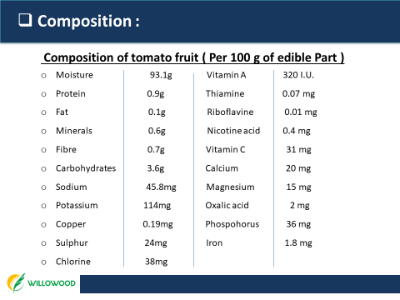 ❑ Composition :
Composition of tomato fruit ( Per 100 g of edible Part )
o Moisture 93.1g Vitamin A 320 I.U.
o Protein 0.9g Thiamine 0.07 mg
o Fat 0.1g Riboflavine 0.01 mg
o Minerals 0.6g Nicotine acid 0.4 mg
o Fibre 0.7g Vitamin C 31 mg
o Carbohydrates 3.6g Calcium 20 mg
o Sodium 45.8mg Magnesium 15 mg
o Potassium 114mg Oxalic acid 2 mg
o Copper 0.19mg Phospohorus 36 mg
o Sulphur 24mg Iron 1.8 mg
o Chlorine 38mg
WILLOWOOD